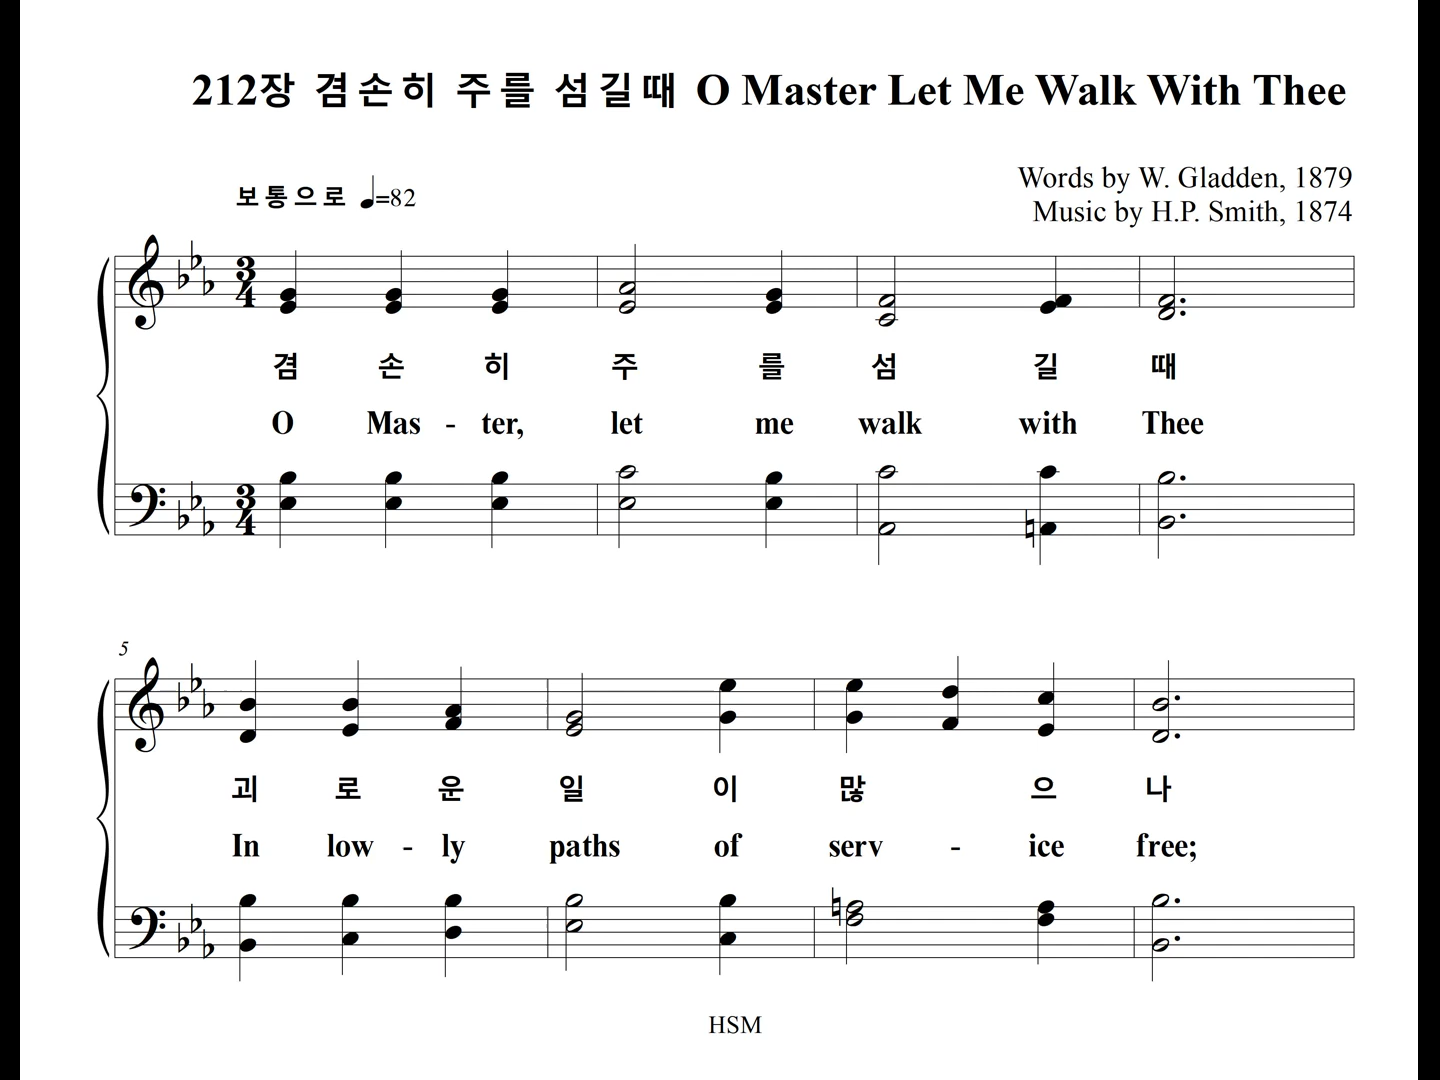 212장 겸손히 주를 섬길때 O Master Let Me Walk With Thee
보통으로 ♩=82
Words by W. Gladden, 1879
Music by H.P. Smith, 1874
3 4
겸 손 히 주 를 섬 길 때
O Mas - ter, let me walk with Thee
3 4
5
괴 로 운 일 이 많 으 나
In low - ly paths of serv - ice free;
HSM